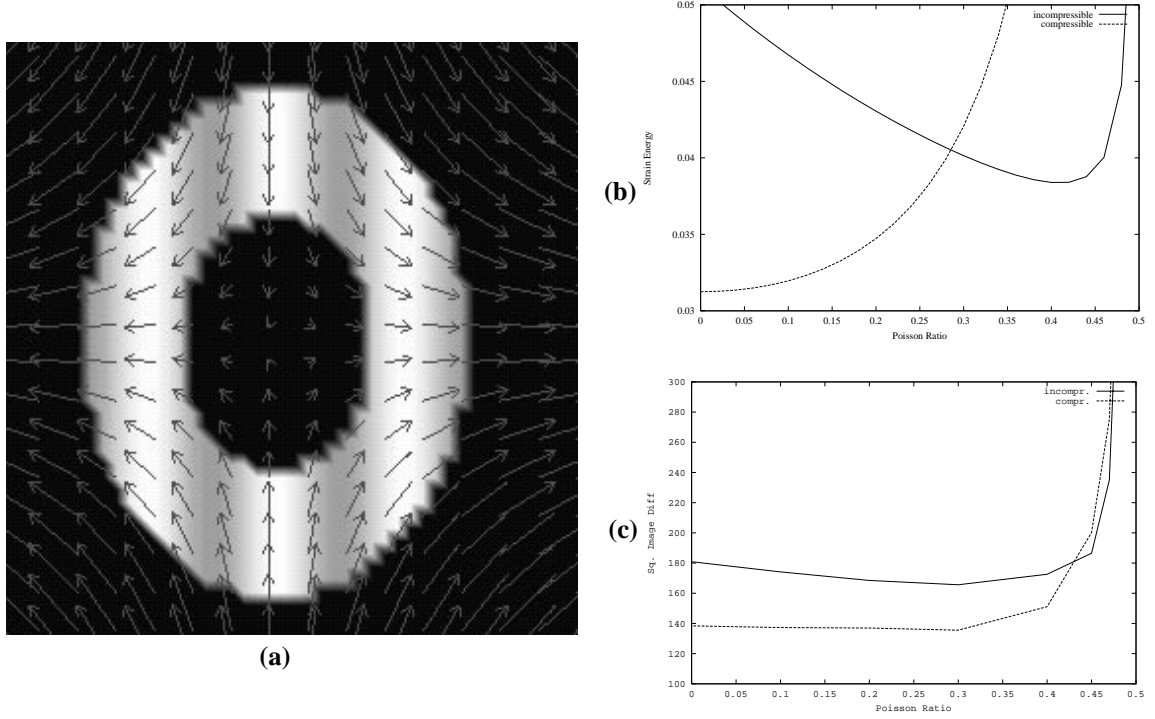 (a)
(b)
0.05
0.045
0.04
0.035
0.03
Strain Energy
incompressible
compressible
0 0.05 0.1 0.15 0.2 0.25 0.3 0.35 0.4 0.45 0.5
Poisson Ratio
(c)
300
280
260
240
220
200
180
160
140
120
100
Sq. Image Diff
incompr.
compr.
0 0.05 0.1 0.15 0.2 0.25 0.3 0.35 0.4 0.45 0.5
Poisson Ratio